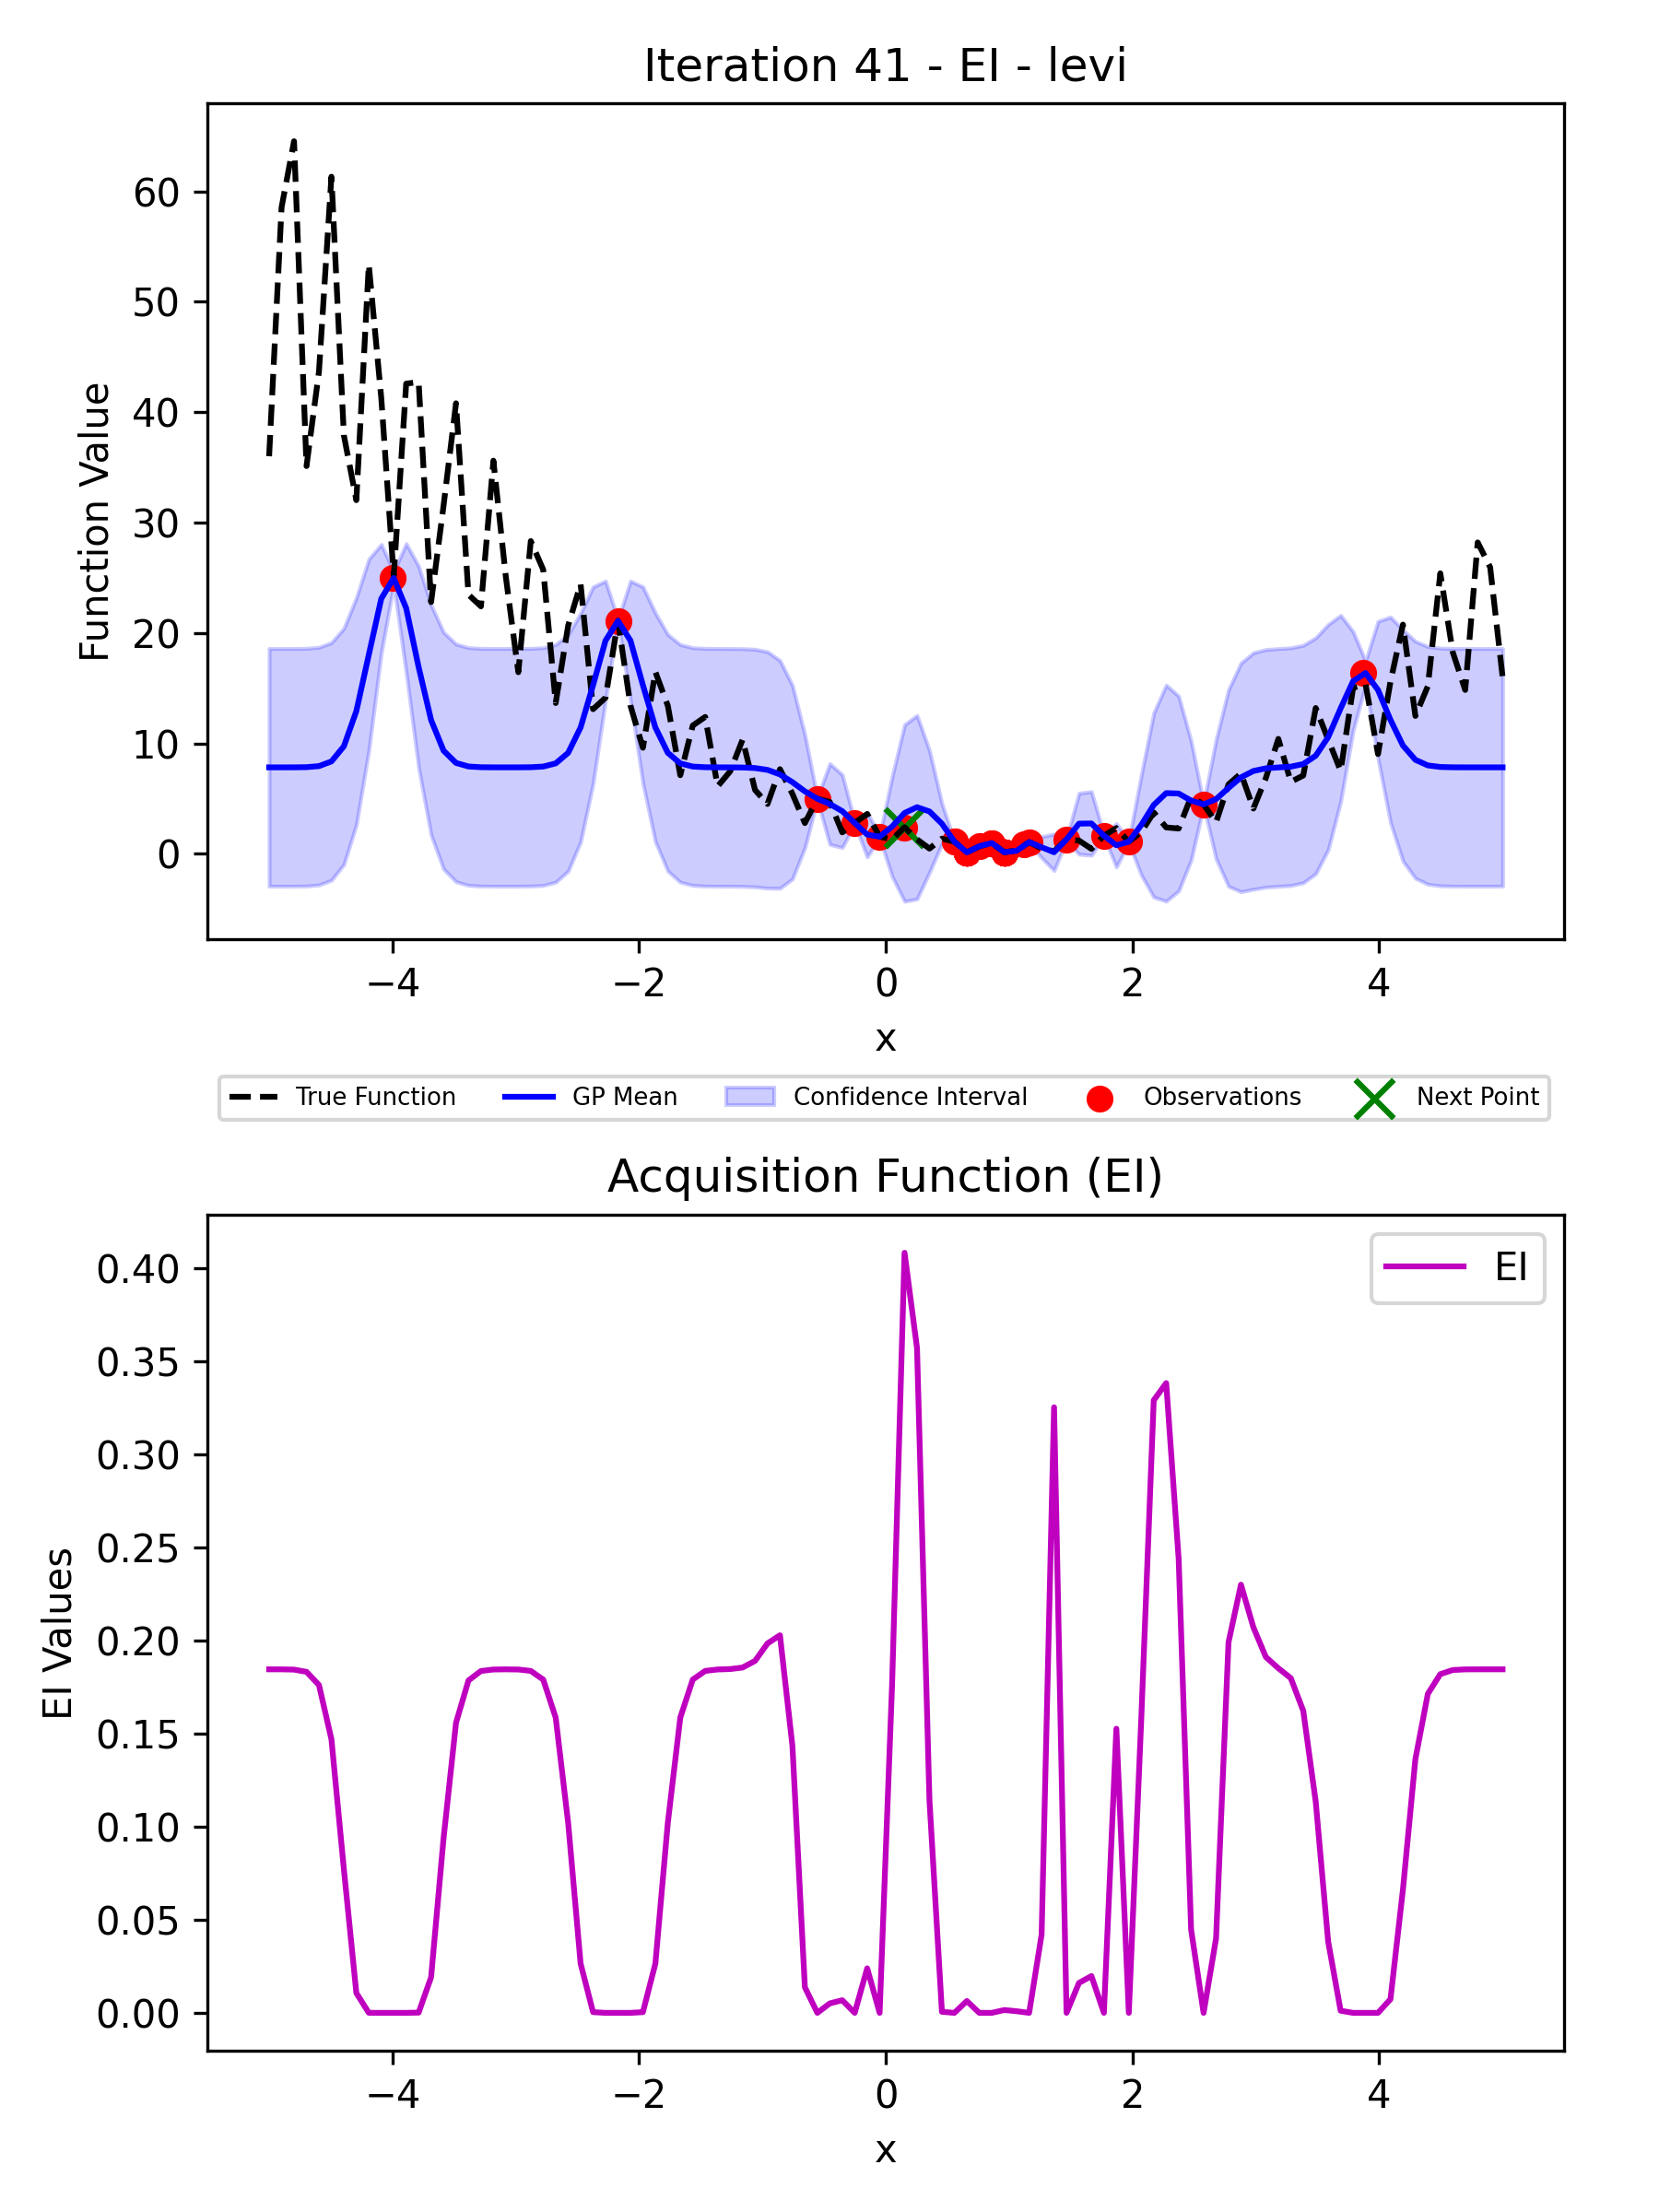 Iteration 41 - EI - levi
Function Value
60
50
40
30
20
10
0
−4 −2 0 2 4
x
True Function GP Mean Confidence Interval Observations Next Point
Acquisition Function (EI)
EI
EI Values
0.40
0.35
0.30
0.25
0.20
0.15
0.10
0.05
0.00
−4 −2 0 2 4
x